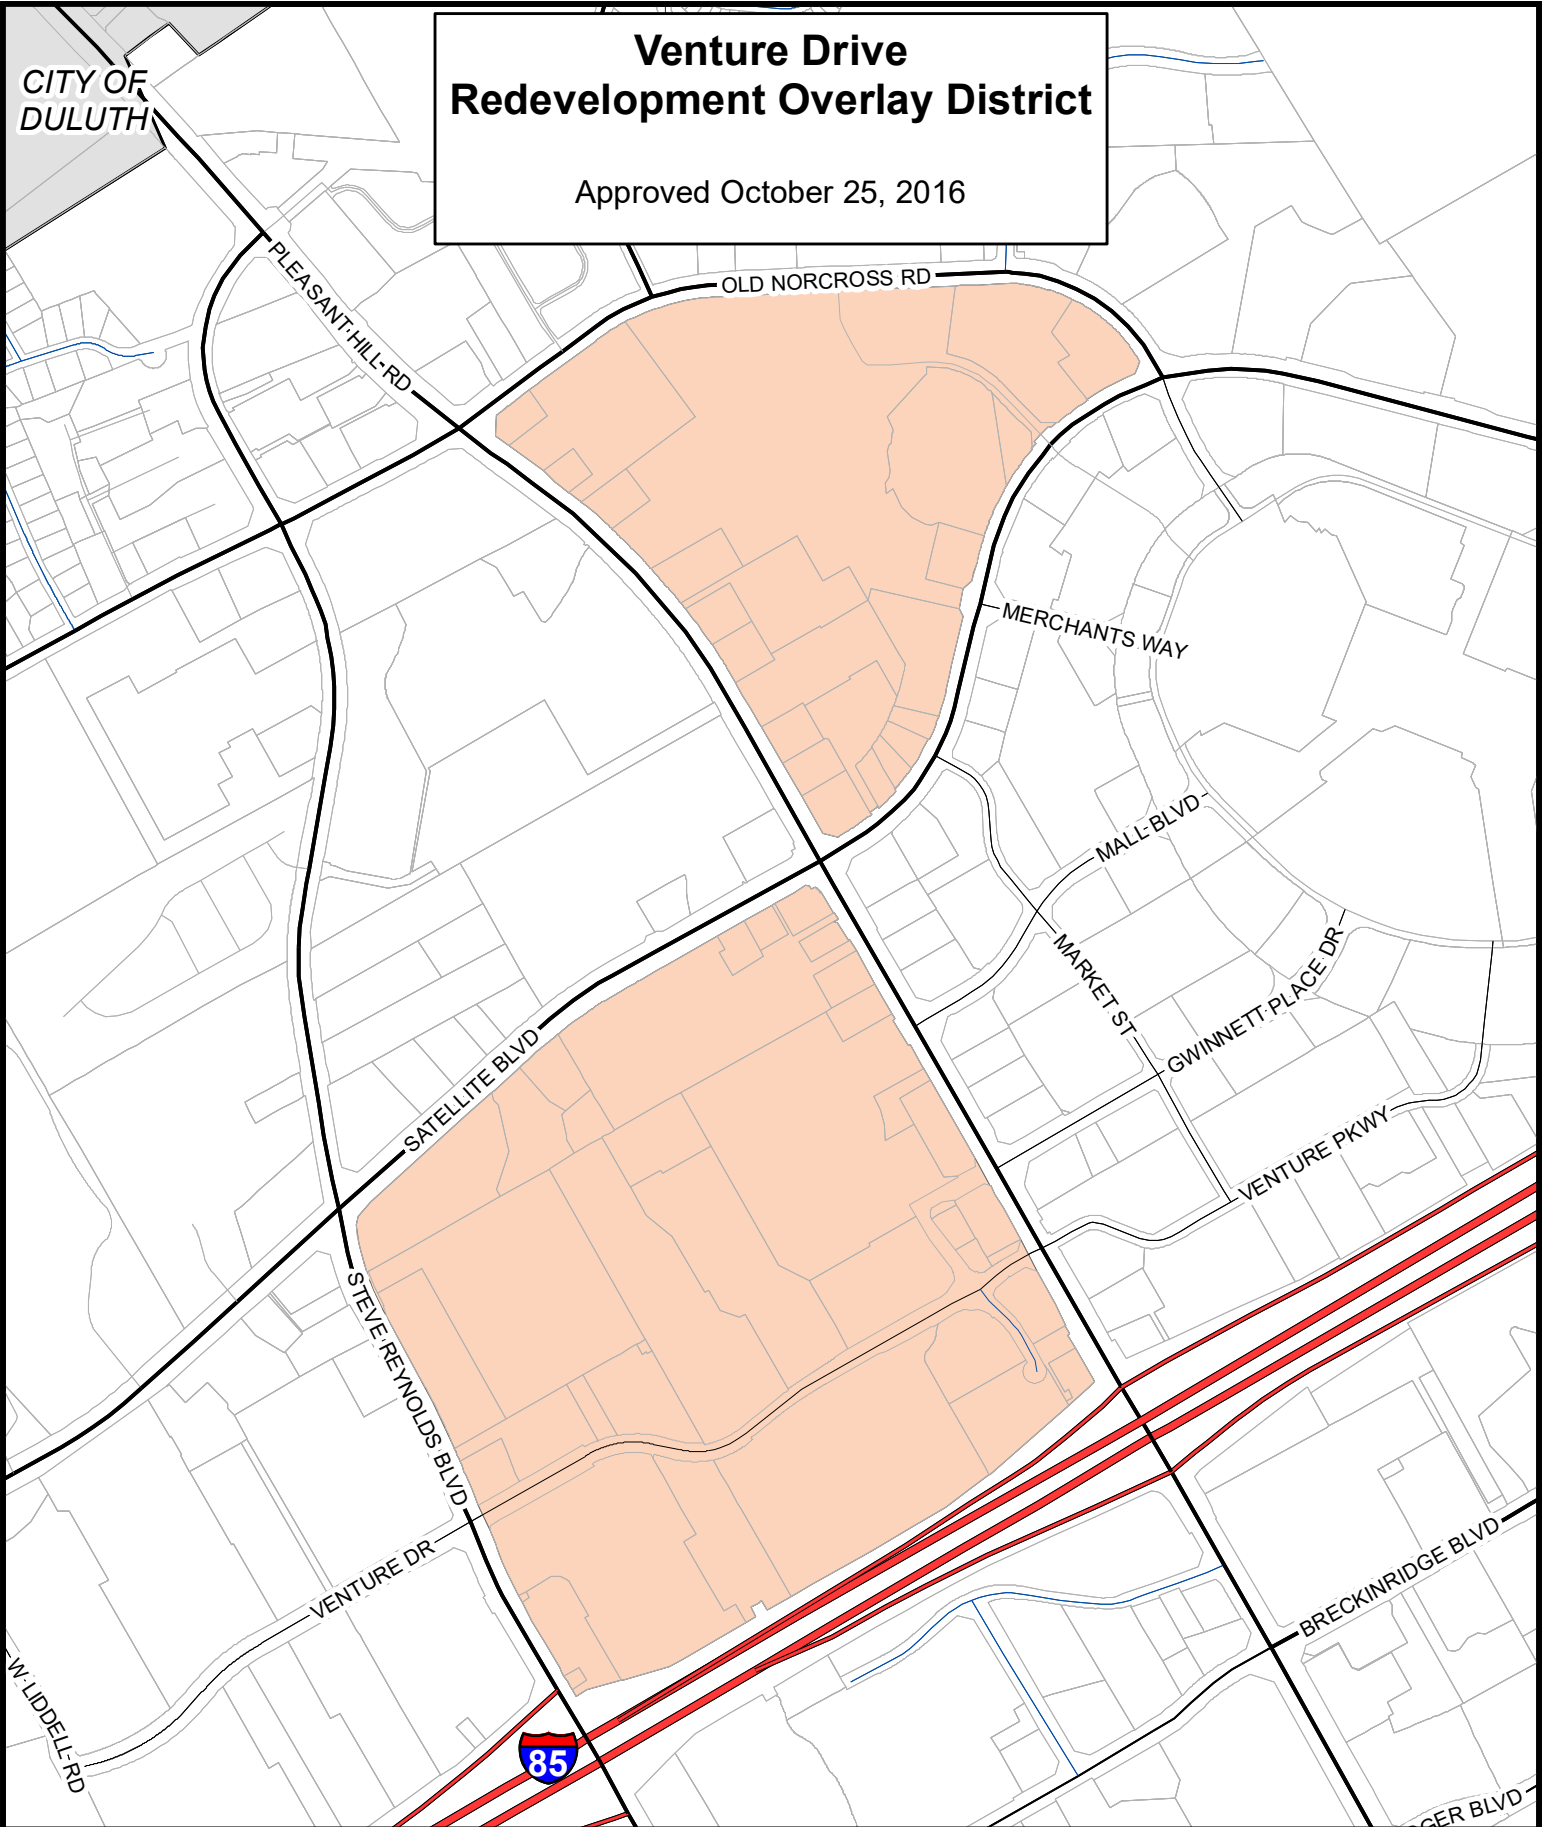 Venture Drive
Redevelopment Overlay District
Approved October 25, 2016
CITY OF
DULUTH
PLEASANT HILL RD
OLD NORCROSS RD
MERCHANTS WAY
MALL BLVD
MARKET ST
GWINNETT PLACE DR
SATELLITE BLVD
VENTURE PKWY
STEVE REYNOLDS BLVD
VENTURE DR
BRECKINRIDGE BLVD
W LIDDELL RD
85
GER BLVD